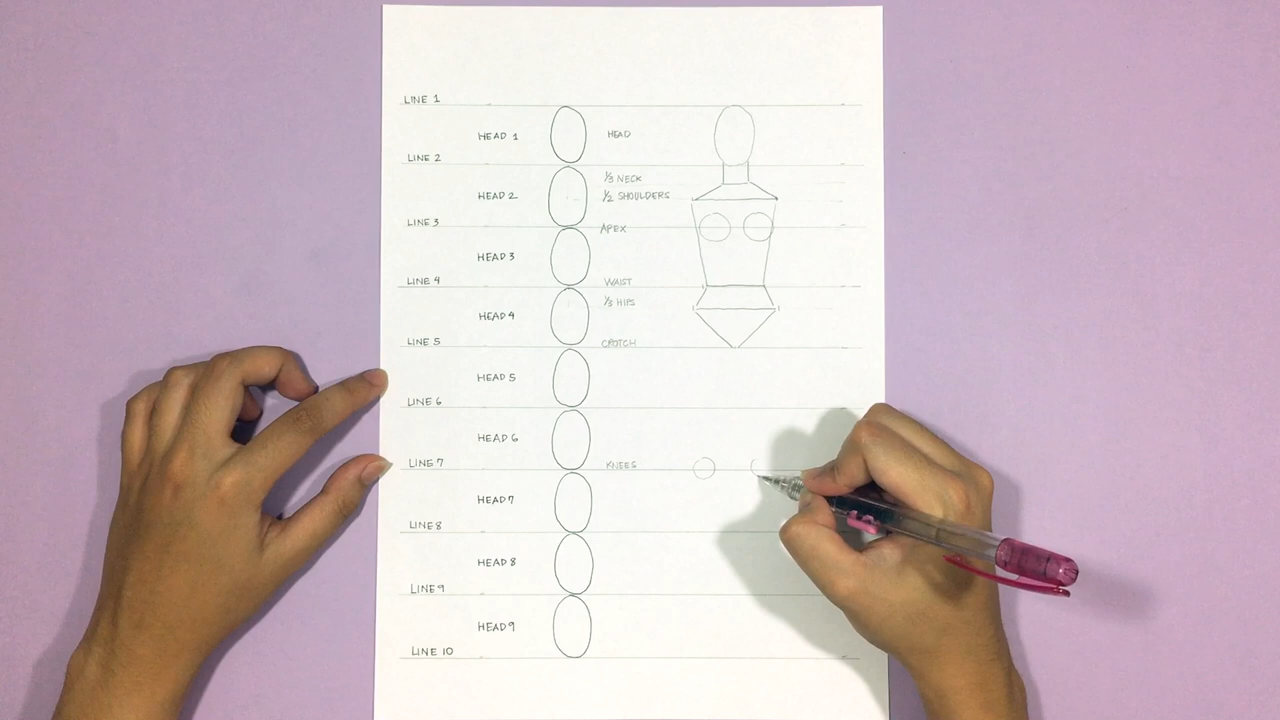 LINE 1
HEAD 1 HEAD
LINE 2
1/3 NECK
HEAD 2 1/2 SHOULDERS
LINE 3 APEX
HEAD 3
LINE 4 WAIST
1/3 HIPS
HEAD 4
LINE 5 CROTCH
HEAD 5
LINE 6
HEAD 6
LINE 7 KNEES
HEAD 7
LINE 8
HEAD 8
LINE 9
HEAD 9
LINE 10